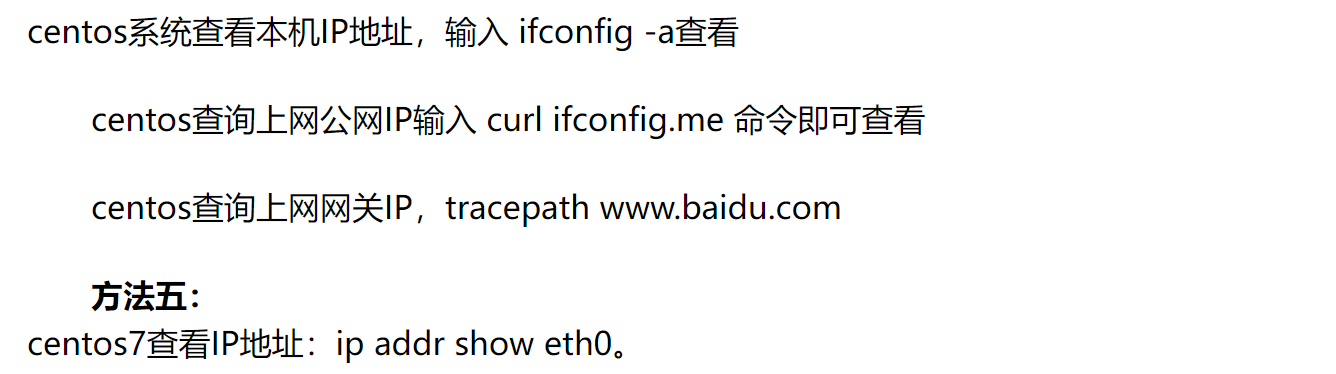 centos系统查看本机IP地址，输入 ifconfig -a查看
centos查询上网公网IP输入 curl ifconfig.me 命令即可查看
centos查询上网网关IP，tracepath www.baidu.com
方法五：
centos7查看IP地址：ip addr show eth0。